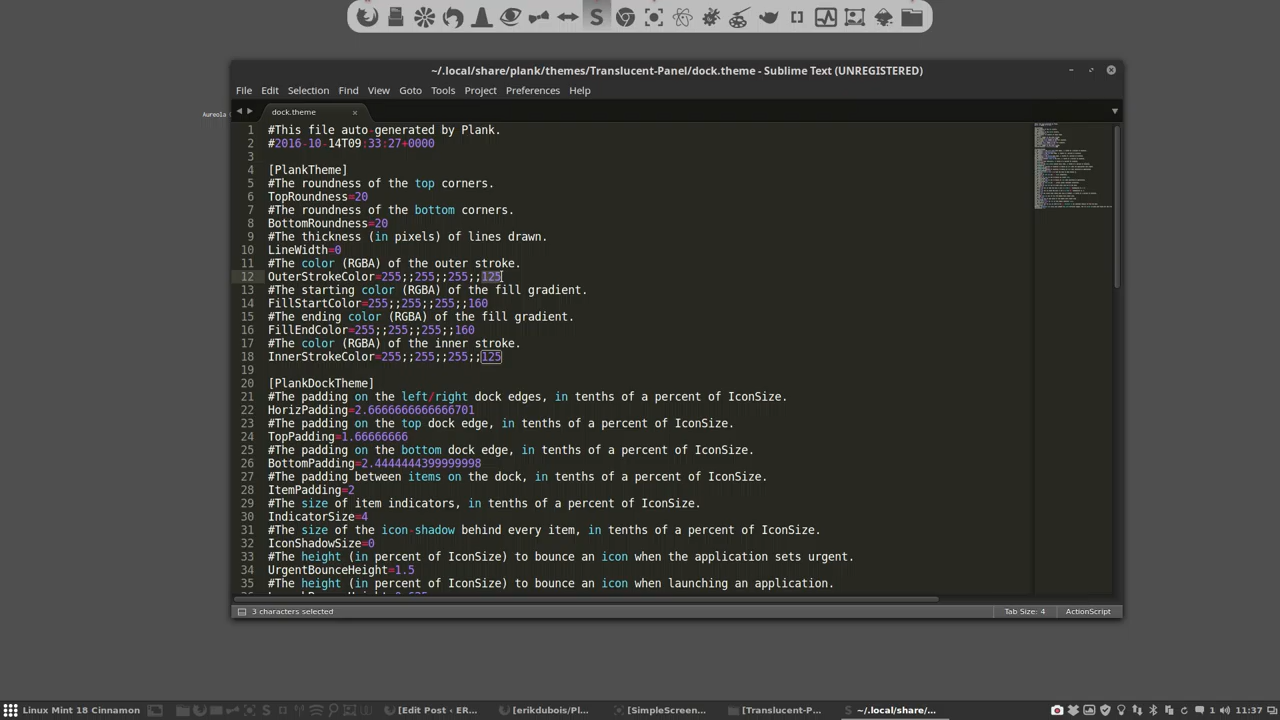 ~/.local/share/plank/themes/Translucent-Panel/dock.theme - Sublime Text (UNREGISTERED)
File Edit Selection Find View Goto Tools Project Preferences Help
Aureola
dock.theme
1 #This file auto-generated by Plank.
2 #2016-10-14T09:33:27+0000
3
4 [PlankTheme]
5 #The roundness of the top corners.
6 TopRoundness=20
7 #The roundness of the bottom corners.
8 BottomRoundness=20
9 #The thickness (in pixels) of lines drawn.
10 LineWidth=0
11 #The color (RGBA) of the outer stroke.
12 OuterStrokeColor=255;;255;;255;;125
13 #The starting color (RGBA) of the fill gradient.
14 FillStartColor=255;;255;;255;;160
15 #The ending color (RGBA) of the fill gradient.
16 FillEndColor=255;;255;;255;;160
17 #The color (RGBA) of the inner stroke.
18 InnerStrokeColor=255;;255;;255;;125
19
20 [PlankDockTheme]
21 #The padding on the left/right dock edges, in tenths of a percent of IconSize.
22 HorizPadding=2.6666666666666701
23 #The padding on the top dock edge, in tenths of a percent of IconSize.
24 TopPadding=1.66666666
25 #The padding on the bottom dock edge, in tenths of a percent of IconSize.
26 BottomPadding=2.4444444399999998
27 #The padding between items on the dock, in tenths of a percent of IconSize.
28 ItemPadding=2
29 #The size of item indicators, in tenths of a percent of IconSize.
30 IndicatorSize=4
31 #The size of the icon-shadow behind every item, in tenths of a percent of IconSize.
32 IconShadowSize=0
33 #The height (in percent of IconSize) to bounce an icon when the application sets urgent.
34 UrgentBounceHeight=1.5
35 #The height (in percent of IconSize) to bounce an icon when launching an application.
3 characters selected
Tab Size: 4
ActionScript
Linux Mint 18 Cinnamon
[Edit Post ‹ ER...
[erikdubois/Pl...
[SimpleScreen...
[Translucent-P...
~/.local/share/...
1
11:37